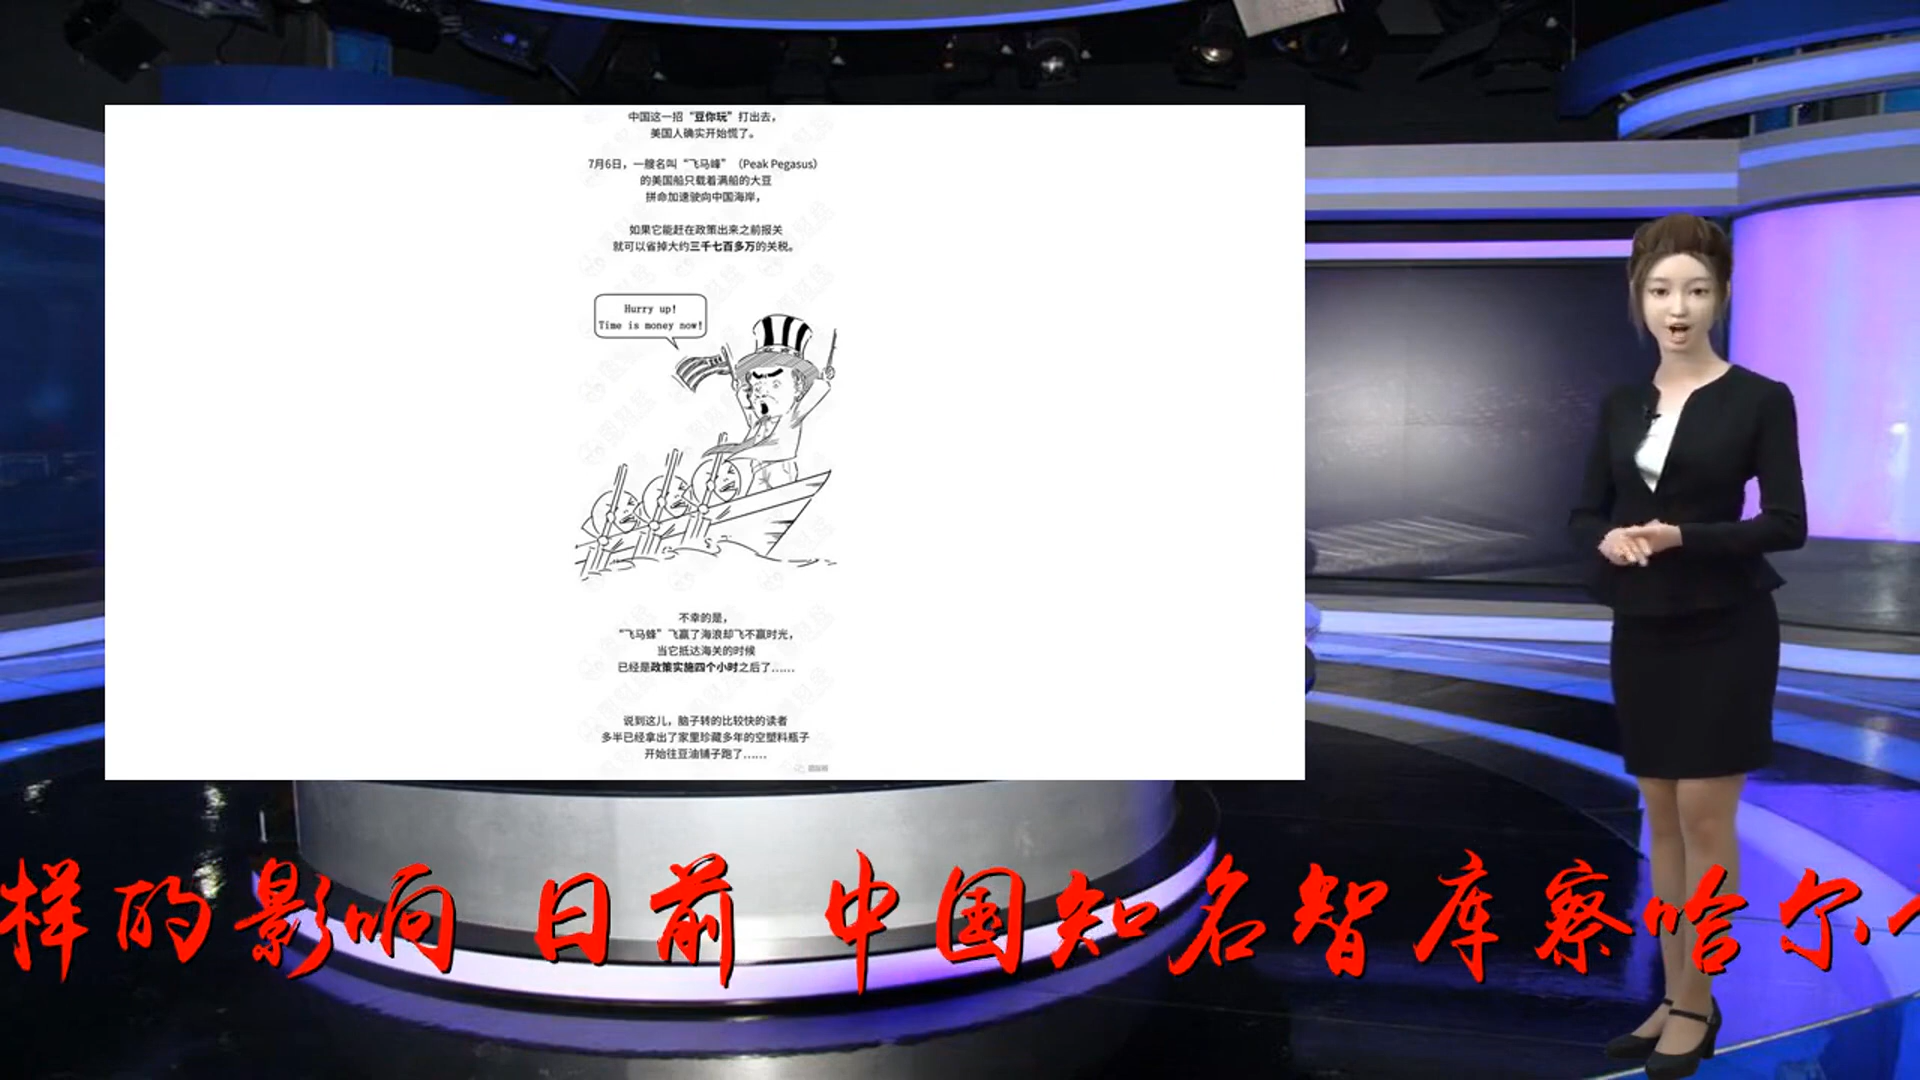 中国这一招“豆你玩”打出去，
美国人确实开始慌了。
7月6日，一艘名叫“飞马峰”（Peak Pegasus）
的美国船只载着满船的大豆
拼命加速驶向中国海岸，
如果它能赶在政策出来之前报关
就可以省掉大约三千七百多万的关税。
Hurry up!
Time is money now!
不幸的是，
“飞马蜂”飞赢了海浪却飞不赢时光，
当它抵达海关的时候
已经是政策实施四个小时之后了……
说到这儿，脑子转的比较快的读者
多半已经拿出了家里珍藏多年的空塑料瓶子
开始往豆油铺子跑了……
样的影响 日前 中国知名智库察哈尔